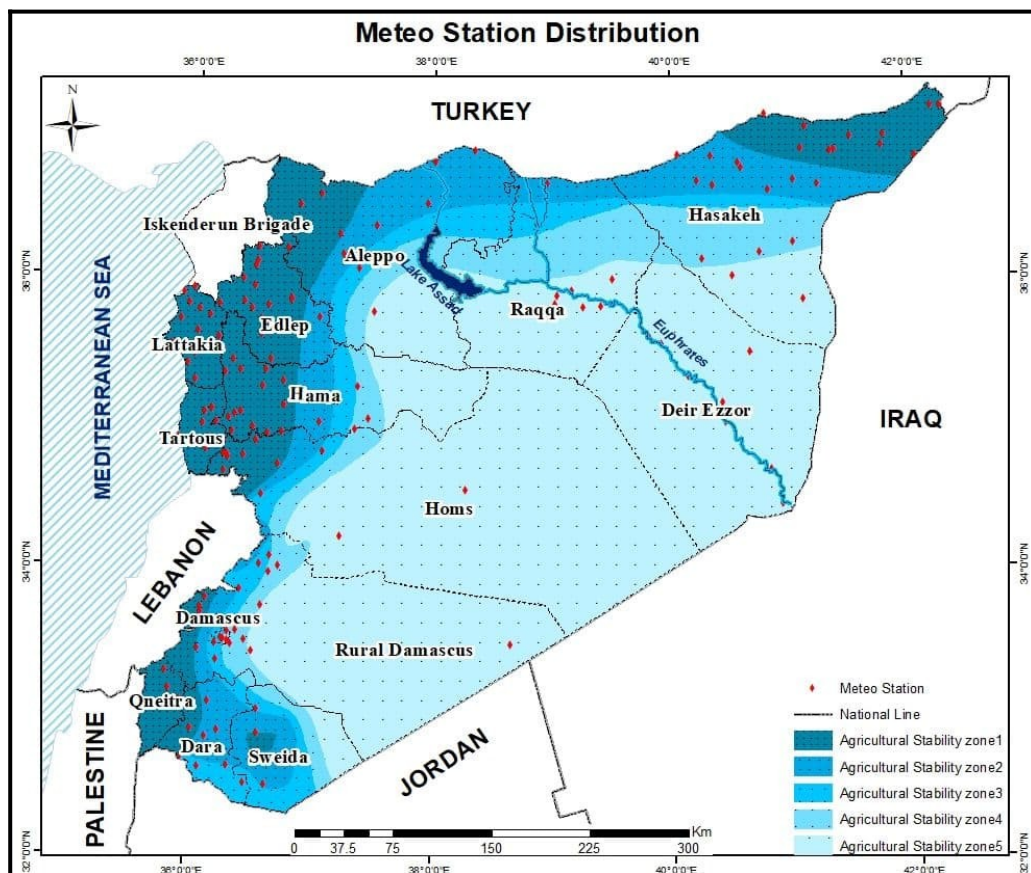 Meteo Station Distribution
36°0'0"E 38°0'0"E 40°0'0"E 42°0'0"E
N
TURKEY
Iskenderun Brigade
Hasakeh
MEDITERRANEAN SEA
Aleppo
36°0'0"N
36°0'0"N
Lake Assad
Raqqa
Edlep
Lattakia
Euphrates
Hama
Deir Ezzor
IRAQ
Tartous
Homs
LEBANON
34°0'0"N
34°0'0"N
Damascus
Rural Damascus
Qneitra
Dara
Sweida
PALESTINE
JORDAN
Meteo Station
National Line
Agricultural Stability zone1
Agricultural Stability zone2
Agricultural Stability zone3
Agricultural Stability zone4
Agricultural Stability zone5
Km
0 37.5 75 150 225 300
32°0'0"N
32°0'0"N
36°0'0"E 38°0'0"E 40°0'0"E 42°0'0"E